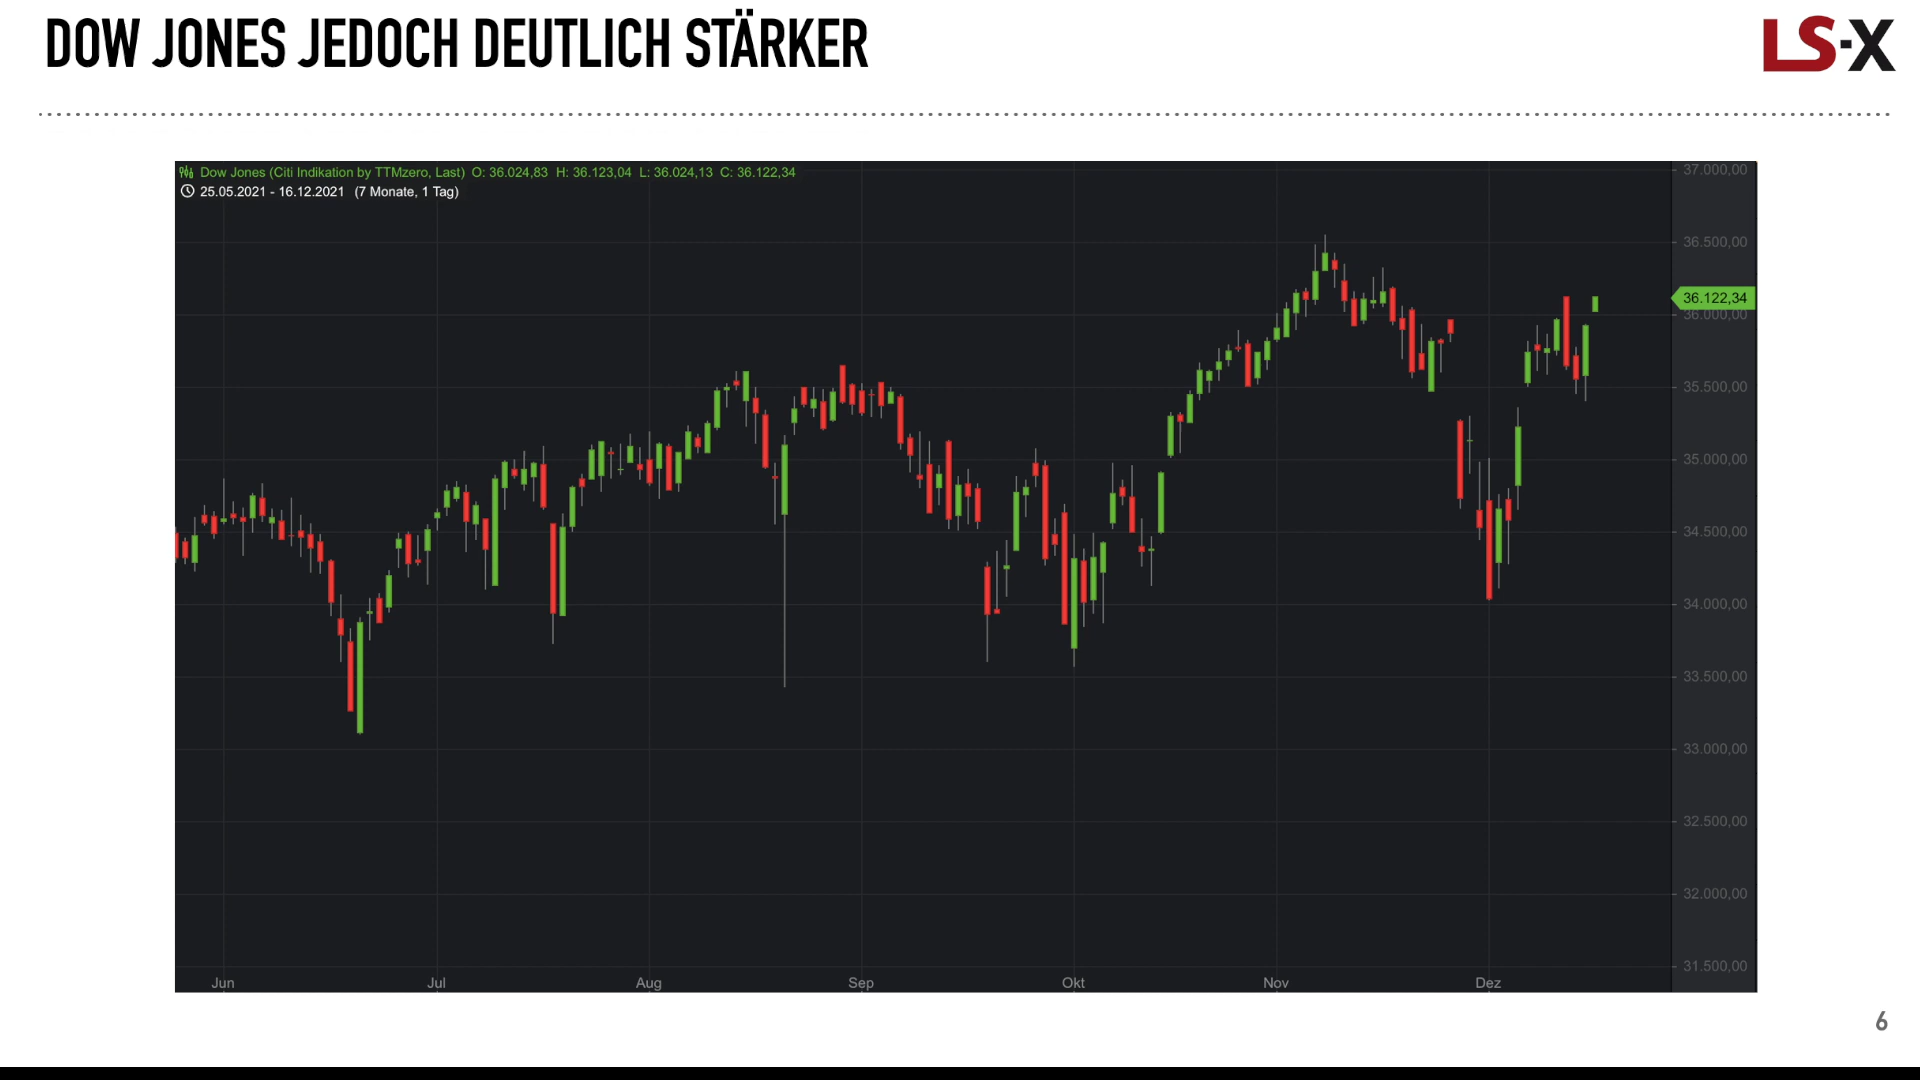 DOW JONES JEDOCH DEUTLICH STÄRKER
LS-X
Dow Jones (Citi Indikation by TTMzero, Last) O: 36.024,83 H: 36.123,04 L: 36.024,13 C: 36.122,34
25.05.2021 - 16.12.2021 (7 Monate, 1 Tag)
37.000,00
36.500,00
36.122,34
36.000,00
35.500,00
35.000,00
34.500,00
34.000,00
33.500,00
33.000,00
32.500,00
32.000,00
31.500,00
Jun Jul Aug Sep Okt Nov Dez
6